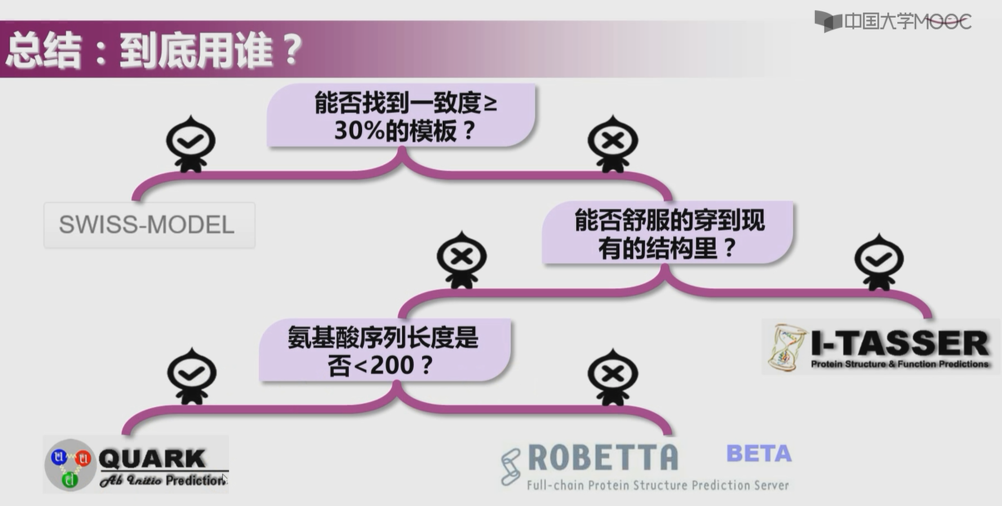 中国大学MOOC
总结：到底用谁？
能否找到一致度≥
30%的模板？
SWISS-MODEL
能否舒服的穿到现
有的结构里？
I-TASSER
Protein Structure & Function Predictions
氨基酸序列长度是
否<200？
QUARK
Ab Initio Prediction
ROBETTA BETA
Full-chain Protein Structure Prediction Server